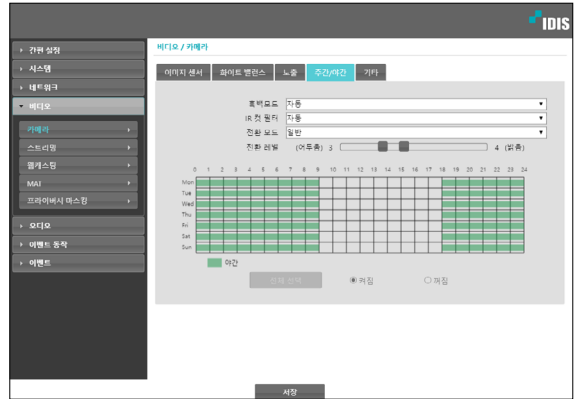 IDIS
비디오 / 카메라
간편 설정
시스템
네트워크
비디오
카메라
스트리밍
웹캐스팅
MAI
프라이버시 마스킹
오디오
이벤트 동작
이벤트
이미지 센서 화이트 밸런스 노출 주간/야간 기타
흑백모드 자동
IR 컷 필터 자동
전환 모드 일반
전환 레벨 (어두움) 3 4 (밝음)
0 1 2 3 4 5 6 7 8 9 10 11 12 13 14 15 16 17 18 19 20 21 22 23 24
Mon
Tue
Wed
Thu
Fri
Sat
Sun
야간
전체 선택 켜짐 꺼짐
저장